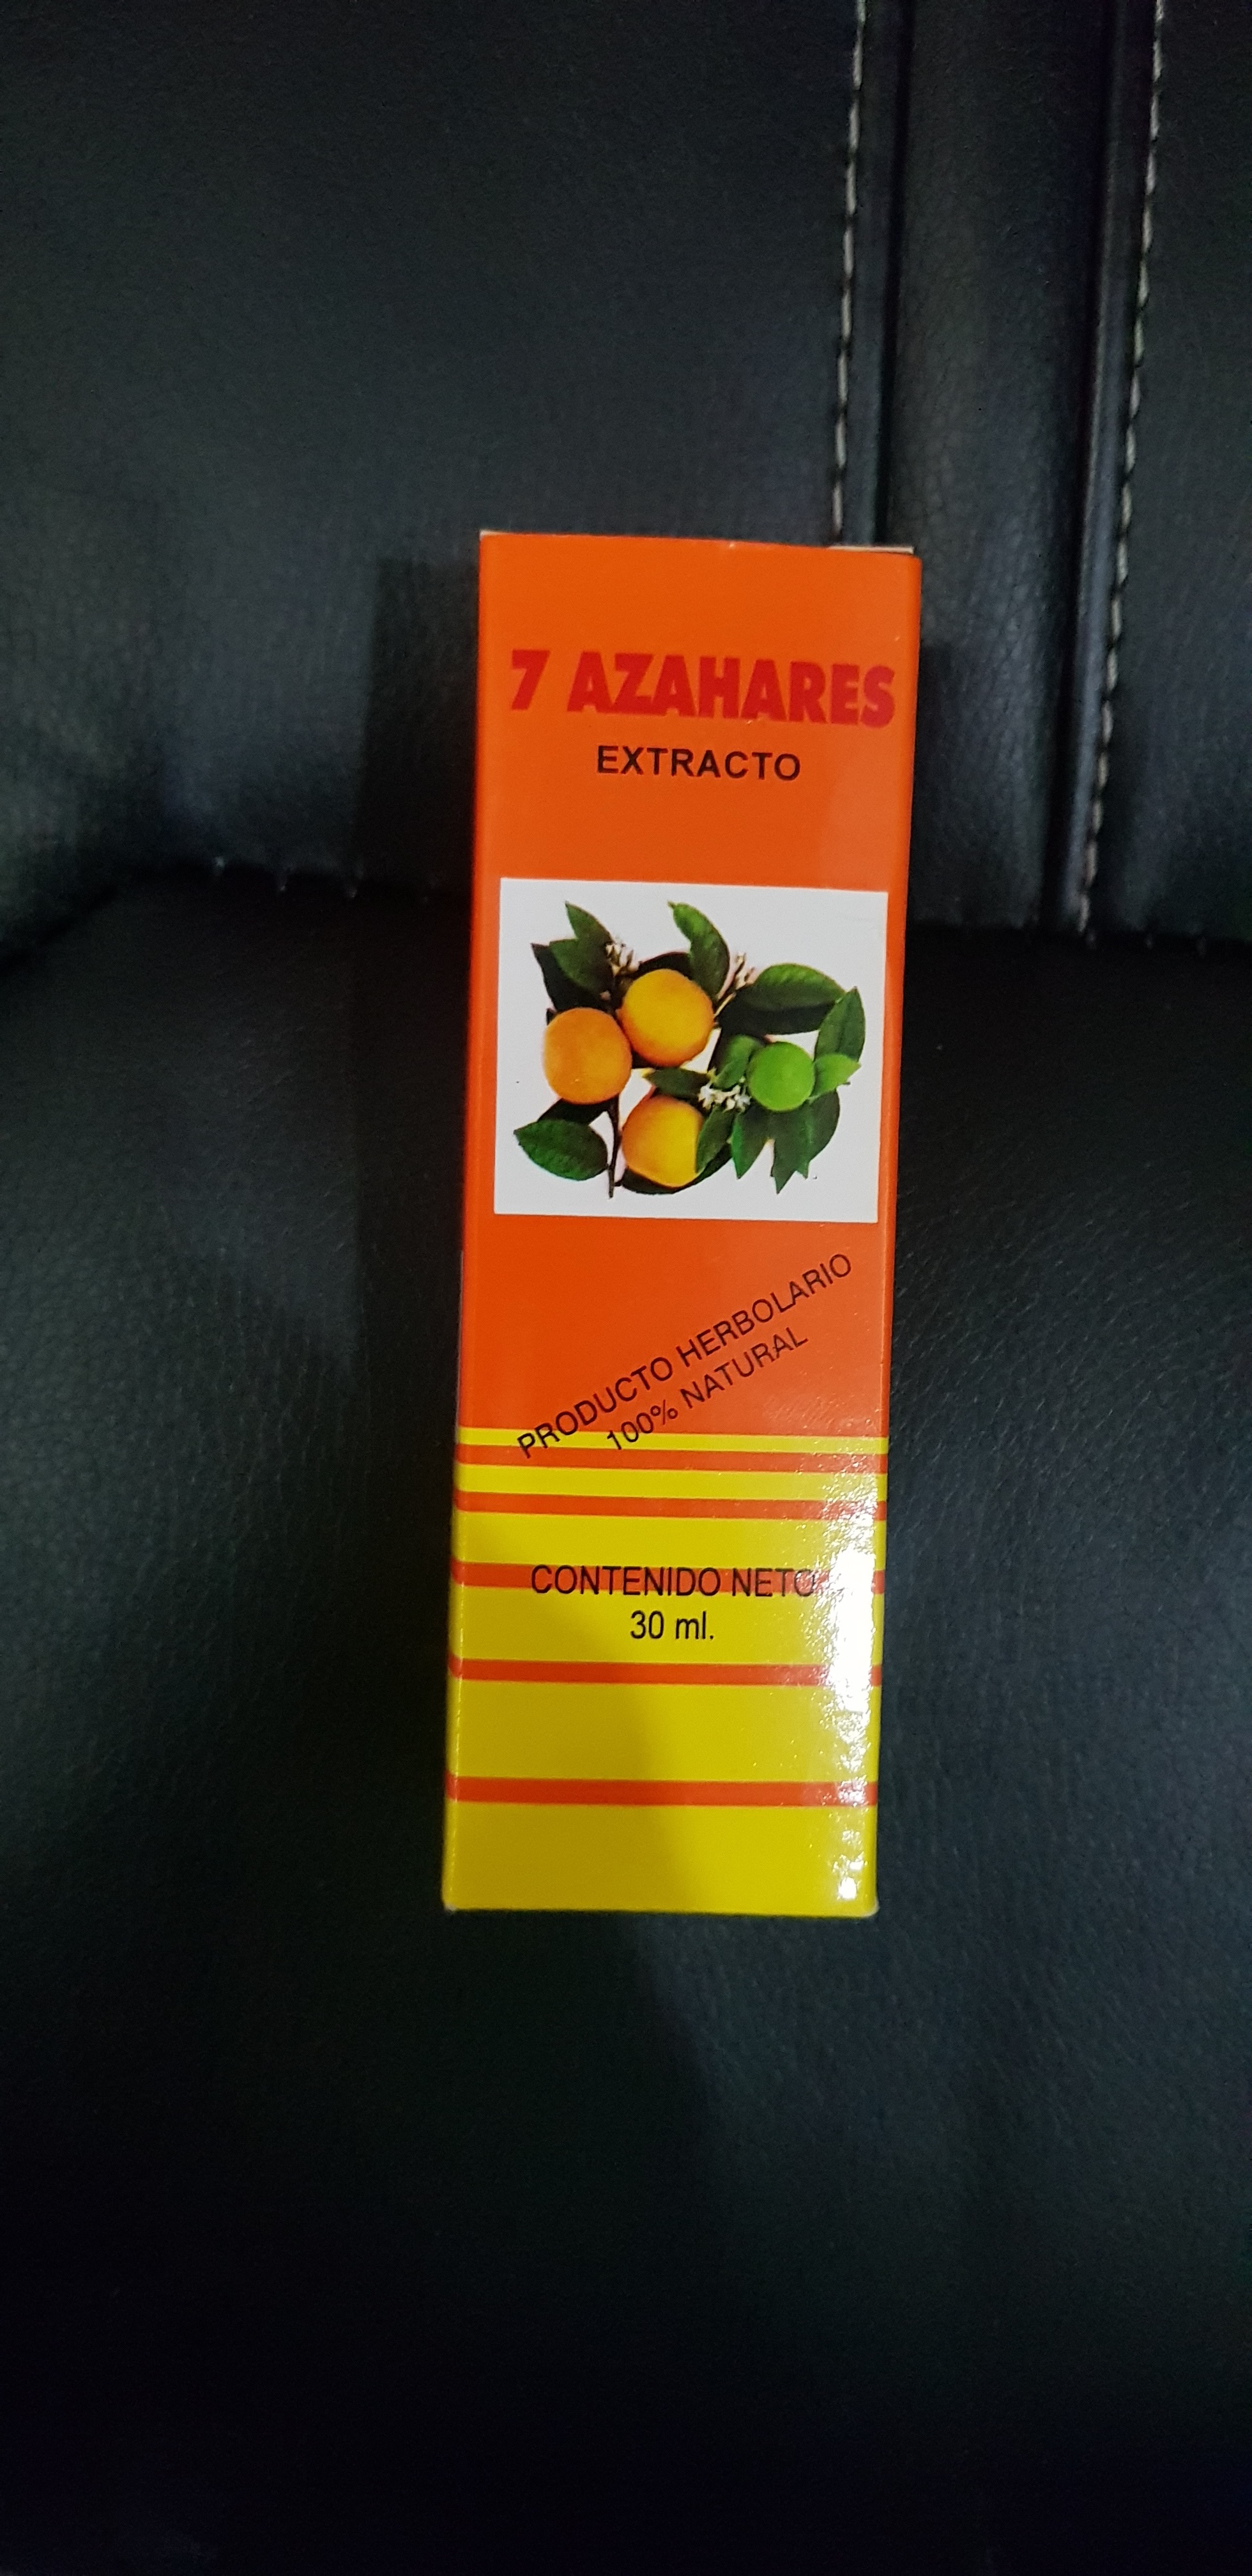 7 AZAHARES
EXTRACTO
PRODUCTO HERBOLARIO
100% NATURAL
CONTENIDO NETO
30 ml.